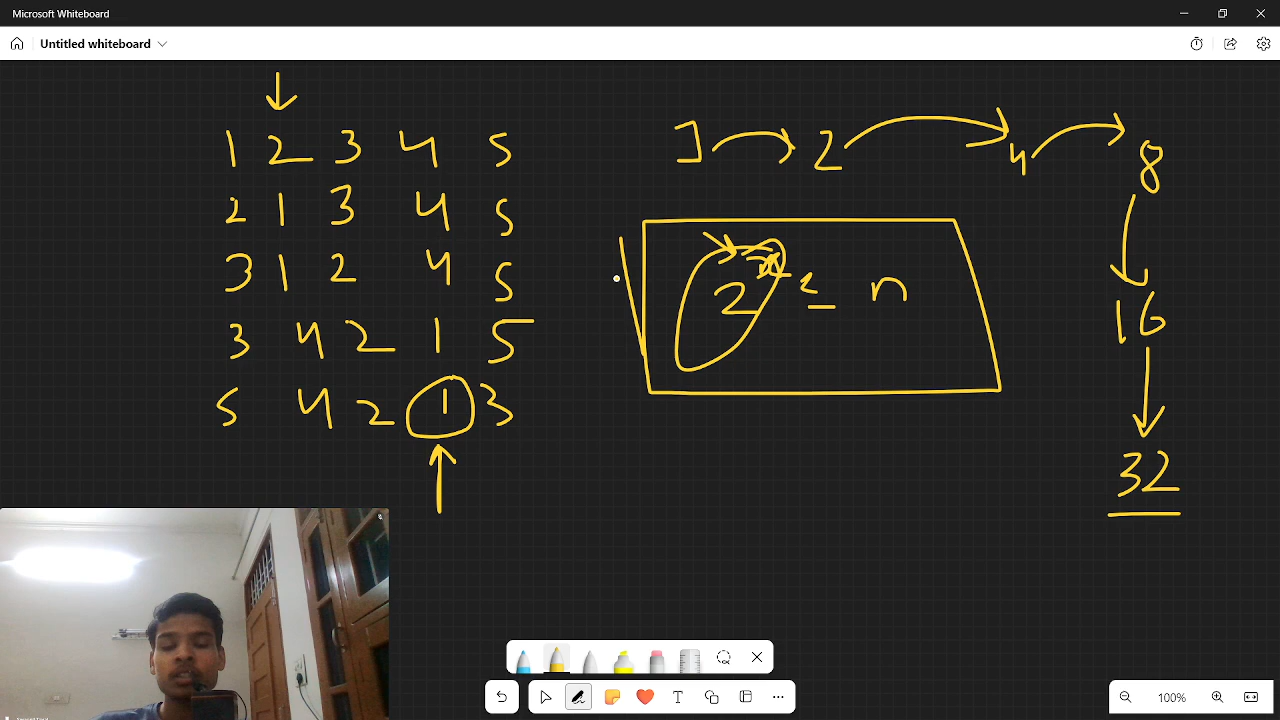 Microsoft Whiteboard
Untitled whiteboard
1 2 3 4 5
2 1 3 4 5
3 1 2 4 5
3 4 2 1 5
5 4 2 1 3
1 2 4 8
16
32
2 n
100%